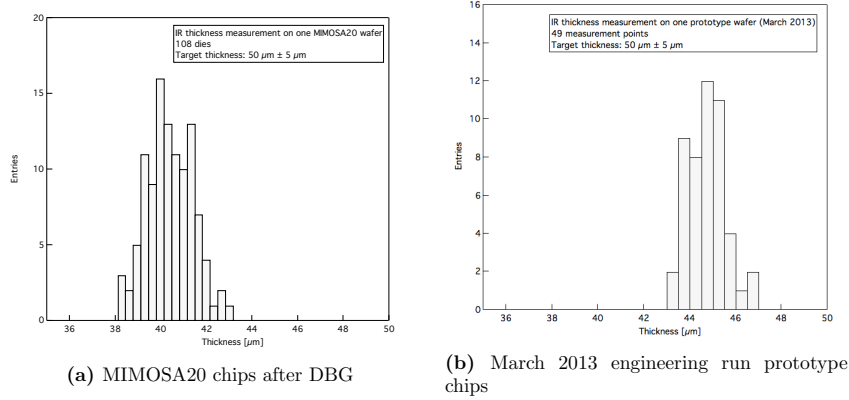 20
15
10
5
0
Entries
IR thickness measurement on one MIMOSA20 wafer
108 dies
Target thickness: 50 µm ± 5 µm
36 38 40 42 44 46 48 50
Thickness [µm]
(a) MIMOSA20 chips after DBG
16
14
12
10
8
6
4
2
0
Entries
IR thickness measurement on one prototype wafer (March 2013)
49 measurement points
Target thickness: 50 µm ± 5 µm
36 38 40 42 44 46 48 50
Thickness [µm]
(b) March 2013 engineering run prototype
chips